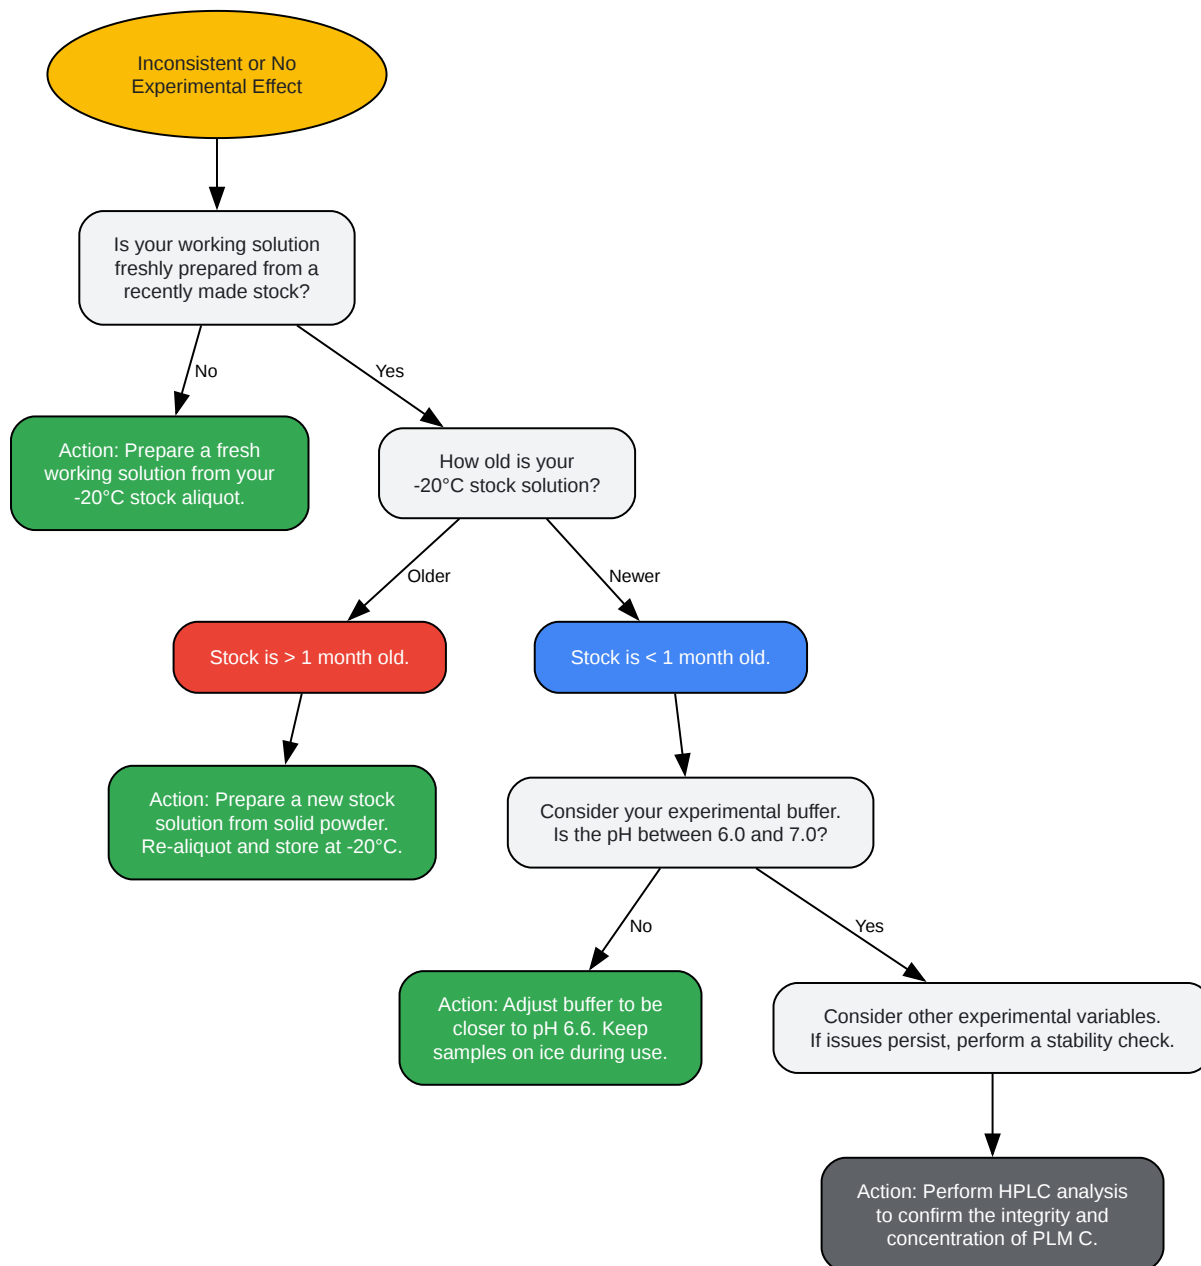 Inconsistent or No
Experimental Effect
Is your working solution
freshly prepared from a
recently made stock?
No
Yes
Action: Prepare a fresh
working solution from your
-20°C stock aliquot.
How old is your
-20°C stock solution?
Older
Newer
Stock is > 1 month old.
Stock is < 1 month old.
Action: Prepare a new stock
solution from solid powder.
Re-aliquot and store at -20°C.
Consider your experimental buffer.
Is the pH between 6.0 and 7.0?
No
Yes
Action: Adjust buffer to be
closer to pH 6.6. Keep
samples on ice during use.
Consider other experimental variables.
If issues persist, perform a stability check.
Action: Perform HPLC analysis
to confirm the integrity and
concentration of PLM C.